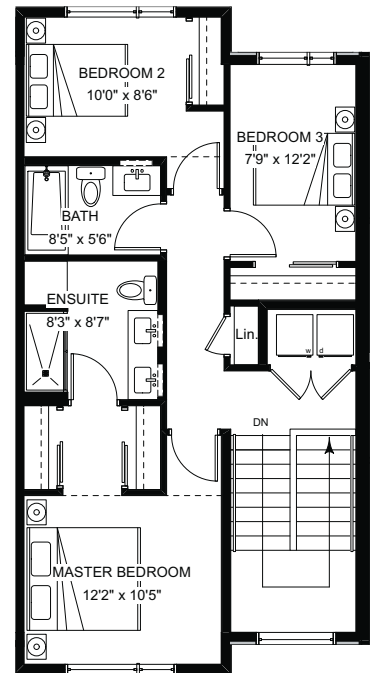 BEDROOM 2
10'0" x 8'6"
BEDROOM 3
7'9" x 12'2"
BATH
8'5" x 5'6"
ENSUITE
8'3" x 8'7"
Lin.
w d
DN
MASTER BEDROOM
12'2" x 10'5"